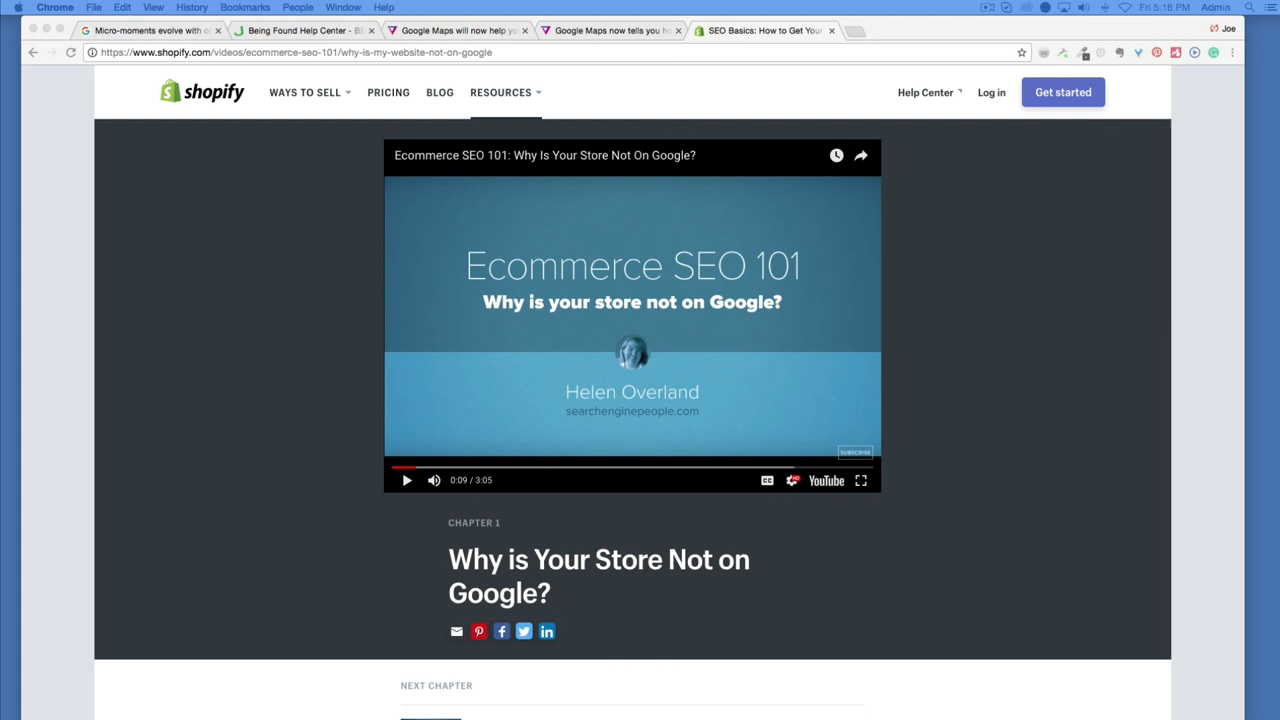 Chrome File Edit View History Bookmarks People Window Help Fri 5:16 PM Admin
Micro-moments evolve with o Being Found Help Center - B Google Maps will now help yo Google Maps now tells you ho SEO Basics: How to Get Your Joe
https://www.shopify.com/videos/ecommerce-seo-101/why-is-my-website-not-on-google
shopify WAYS TO SELL PRICING BLOG RESOURCES Help Center Log in Get started
Ecommerce SEO 101: Why Is Your Store Not On Google?
Ecommerce SEO 101
Why is your store not on Google?
Helen Overland
searchenginepeople.com
SUBSCRIBE
0:09 / 3:05 CC HD YouTube
CHAPTER 1
Why is Your Store Not on
Google?
NEXT CHAPTER